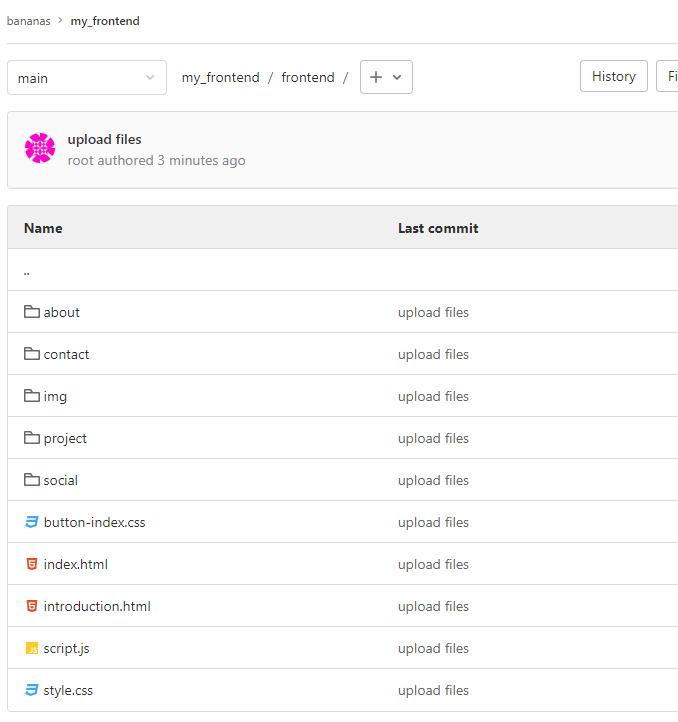 bananas > my_frontend
main my_frontend / frontend / + History Fi
upload files
root authored 3 minutes ago
Name Last commit
..
about upload files
contact upload files
img upload files
project upload files
social upload files
button-index.css upload files
index.html upload files
introduction.html upload files
script.js upload files
style.css upload files